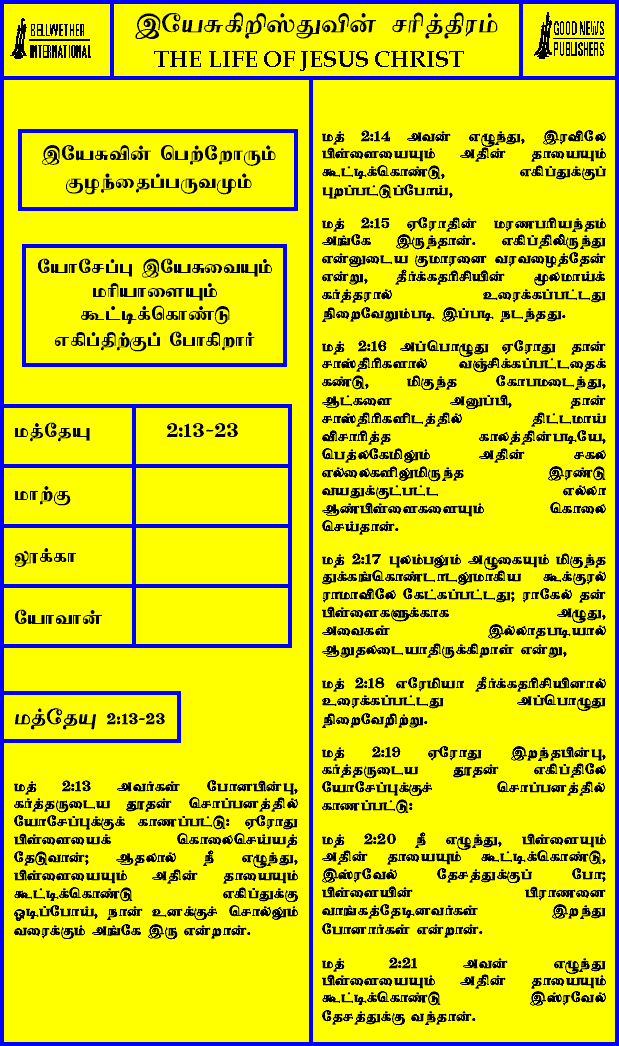 BELLWETHER
INTERNATIONAL
இயேசுகிறிஸ்துவின் சரித்திரம்
THE LIFE OF JESUS CHRIST
GOOD NEWS
PUBLISHERS
இயேசுவின் பெற்றோரும்
குழந்தைப்பருவமும்
யோசேப்பு இயேசுவையும்
மரியாளையும்
கூட்டிக்கொண்டு
எகிப்திற்குப் போகிறார்
மத்தேயு 2:13-23
மாற்கு
லூக்கா
யோவான்
மத்தேயு 2:13-23
மத் 2:13 அவர்கள் போனபின்பு,
கர்த்தருடைய தூதன் சொப்பனத்தில்
யோசேப்புக்குக் காணப்பட்டு: ஏரோது
பிள்ளையைக் கொலைசெய்யத்
தேடுவான்; ஆதலால் நீ எழுந்து,
பிள்ளையையும் அதின் தாயையும்
கூட்டிக்கொண்டு எகிப்துக்கு
ஓடிப்போய், நான் உனக்குச் சொல்லும்
வரைக்கும் அங்கே இரு என்றான்.
மத் 2:14 அவன் எழுந்து, இரவிலே
பிள்ளையையும் அதின் தாயையும்
கூட்டிக்கொண்டு, எகிப்துக்குப்
புறப்பட்டுப்போய்,
மத் 2:15 ஏரோதின் மரணபரியந்தம்
அங்கே இருந்தான். எகிப்திலிருந்து
என்னுடைய குமாரனை வரவழைத்தேன்
என்று, தீர்க்கதரிசியின் மூலமாய்க்
கர்த்தரால் உரைக்கப்பட்டது
நிறைவேறும்படி இப்படி நடந்தது.
மத் 2:16 அப்பொழுது ஏரோது தான்
சாஸ்திரிகளால் வஞ்சிக்கப்பட்டதைக்
கண்டு, மிகுந்த கோபமடைந்து,
ஆட்களை அனுப்பி, தான்
சாஸ்திரிகளிடத்தில் திட்டமாய்
விசாரித்த காலத்தின்படியே,
பெத்லகேமிலும் அதின் சகல
எல்லைகளிலுமிருந்த இரண்டு
வயதுக்குட்பட்ட எல்லா
ஆண்பிள்ளைகளையும் கொலை
செய்தான்.
மத் 2:17 புலம்பலும் அழுகையும் மிகுந்த
துக்கங்கொண்டாடலுமாகிய கூக்குரல்
ராமாவிலே கேட்கப்பட்டது; ராகேல் தன்
பிள்ளைகளுக்காக அழுது,
அவைகள் இல்லாதபடியால்
ஆறுதலடையாதிருக்கிறாள் என்று,
மத் 2:18 எரேமியா தீர்க்கதரிசியினால்
உரைக்கப்பட்டது அப்பொழுது
நிறைவேறிற்று.
மத் 2:19 ஏரோது இறந்தபின்பு,
கர்த்தருடைய தூதன் எகிப்திலே
யோசேப்புக்குச் சொப்பனத்தில்
காணப்பட்டு:
மத் 2:20 நீ எழுந்து, பிள்ளையும்
அதின் தாயையும் கூட்டிக்கொண்டு,
இஸ்ரவேல் தேசத்துக்குப் போ;
பிள்ளையின் பிராணனை
வாங்கத்தேடினவர்கள் இறந்து
போனார்கள் என்றான்.
மத் 2:21 அவன் எழுந்து
பிள்ளையையும் அதின் தாயையும்
கூட்டிக்கொண்டு இஸ்ரவேல்
தேசத்துக்கு வந்தான்.